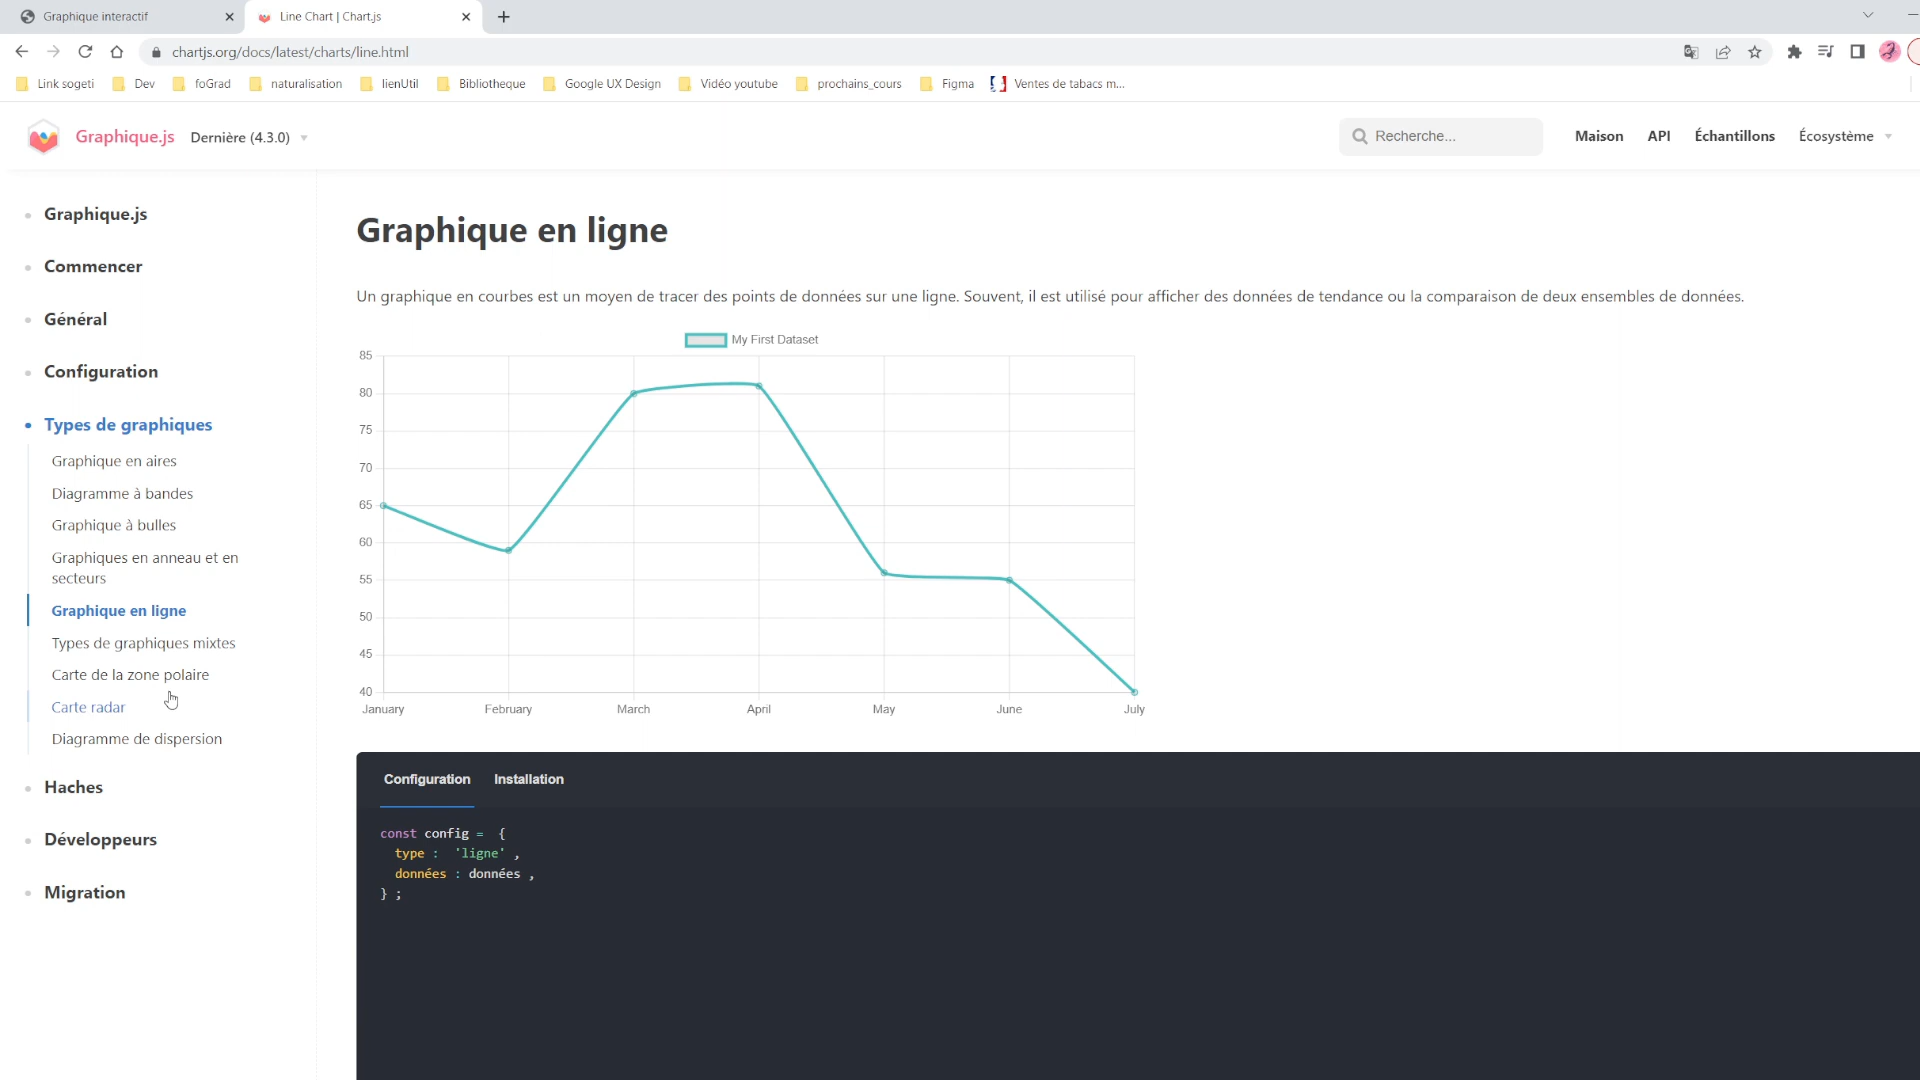 Graphique interactif
Line Chart | Chart.js
chartjs.org/docs/latest/charts/line.html
Link sogeti
Dev
foGrad
naturalisation
lienUtil
Bibliotheque
Google UX Design
Vidéo youtube
prochains_cours
Figma
Ventes de tabacs m...
Graphique.js
Dernière (4.3.0)
Recherche...
Maison
API
Échantillons
Écosystème
Graphique.js
Commencer
Général
Configuration
Types de graphiques
Graphique en aires
Diagramme à bandes
Graphique à bulles
Graphiques en anneau et en
secteurs
Graphique en ligne
Types de graphiques mixtes
Carte de la zone polaire
Carte radar
Diagramme de dispersion
Haches
Développeurs
Migration
Graphique en ligne
Un graphique en courbes est un moyen de tracer des points de données sur une ligne. Souvent, il est utilisé pour afficher des données de tendance ou la comparaison de deux ensembles de données.
My First Dataset
85
80
75
70
65
60
55
50
45
40
January
February
March
April
May
June
July
Configuration
Installation
const config = {
type : 'ligne' ,
données : données ,
} ;